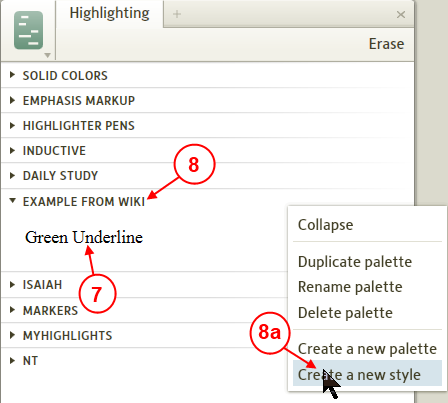 Highlighting
+
×
Erase
SOLID COLORS
EMPHASIS MARKUP
HIGHLIGHTER PENS
INDUCTIVE
DAILY STUDY
8
EXAMPLE FROM WIKI
Green Underline
7
ISAIAH
MARKERS
MYHIGHLIGHTS
NT
Collapse
Duplicate palette
Rename palette
Delete palette
8a
Create a new palette
Create a new style